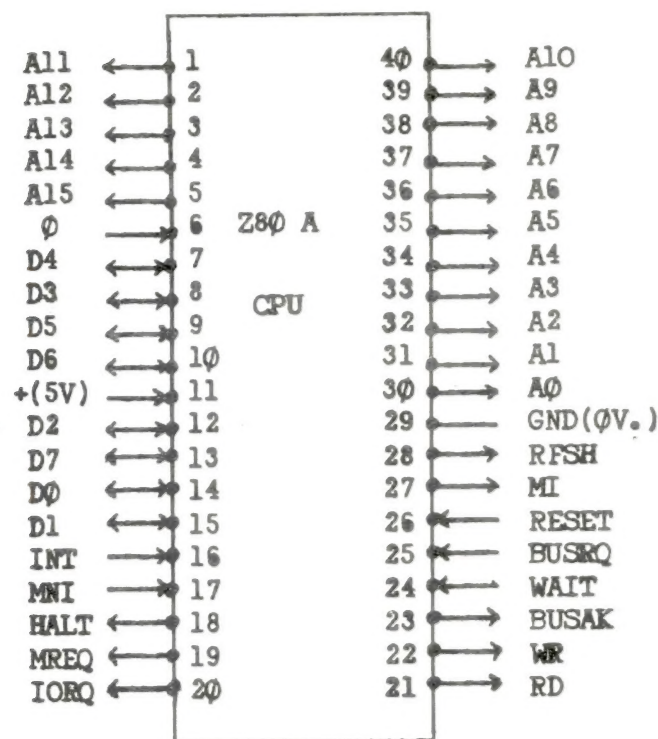 A11 1 4Ø A1O
A12 2 39 A9
A13 3 38 A8
A14 4 37 A7
A15 5 36 A6
Ø 6 Z8Ø A 35 A5
D4 7 34 A4
D3 8 CPU 33 A3
D5 9 32 A2
D6 1Ø 31 A1
+(5V) 11 3Ø AØ
D2 12 29 GND(ØV.)
D7 13 28 RFSH
DØ 14 27 MI
D1 15 26 RESET
INT 16 25 BUSRQ
MNI 17 24 WAIT
HALT 18 23 BUSAK
MREQ 19 22 WR
IORQ 2Ø 21 RD